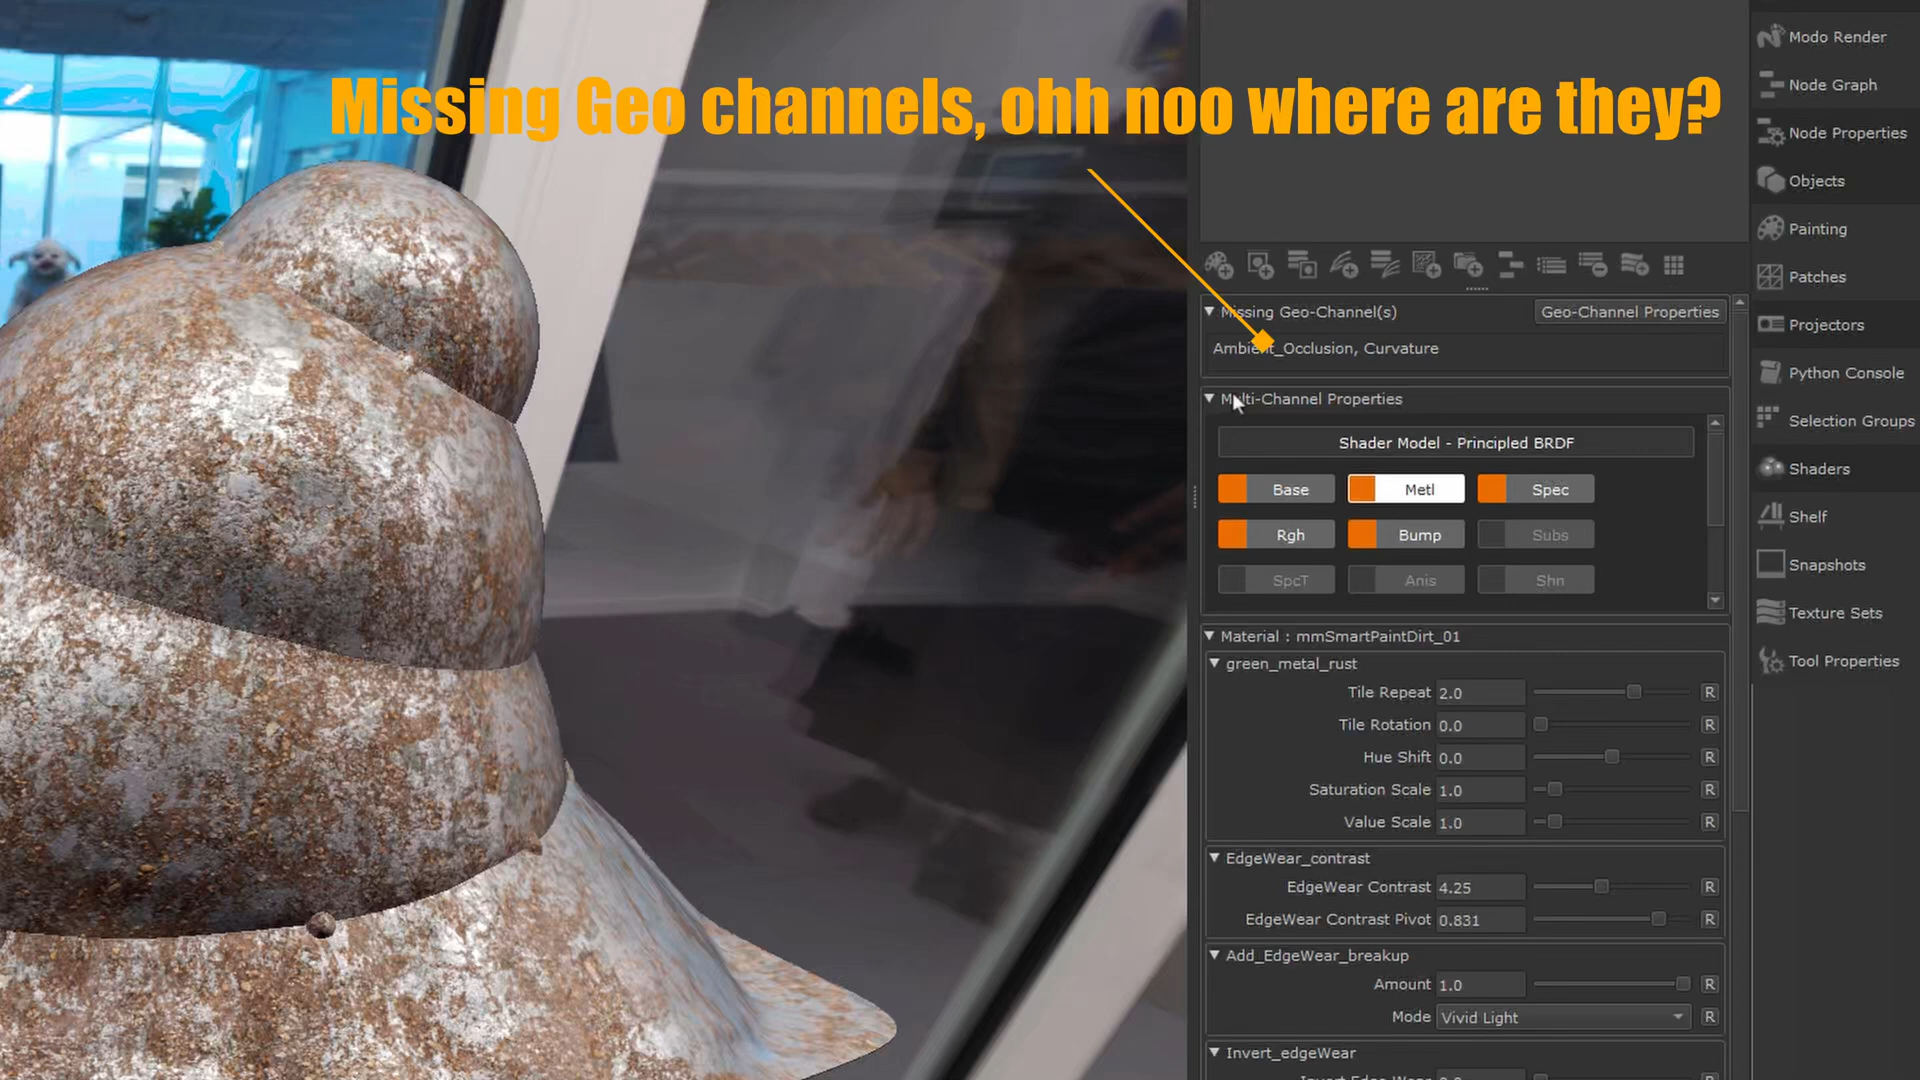 Missing Geo channels, ohh noo where are they?
Modo Render
Node Graph
Node Properties
Objects
Painting
Patches
Projectors
Python Console
Selection Groups
Shaders
Shelf
Snapshots
Texture Sets
Tool Properties
Missing Geo-Channel(s)
Geo-Channel Properties
Ambient_Occlusion, Curvature
Multi-Channel Properties
Shader Model - Principled BRDF
Base
Metl
Spec
Rgh
Bump
Subs
SpcT
Anis
Shn
Material : mmSmartPaintDirt_01
green_metal_rust
Tile Repeat 2.0 R
Tile Rotation 0.0 R
Hue Shift 0.0 R
Saturation Scale 1.0 R
Value Scale 1.0 R
EdgeWear_contrast
EdgeWear Contrast 4.25 R
EdgeWear Contrast Pivot 0.831 R
Add_EdgeWear_breakup
Amount 1.0 R
Mode Vivid Light R
Invert_edgeWear